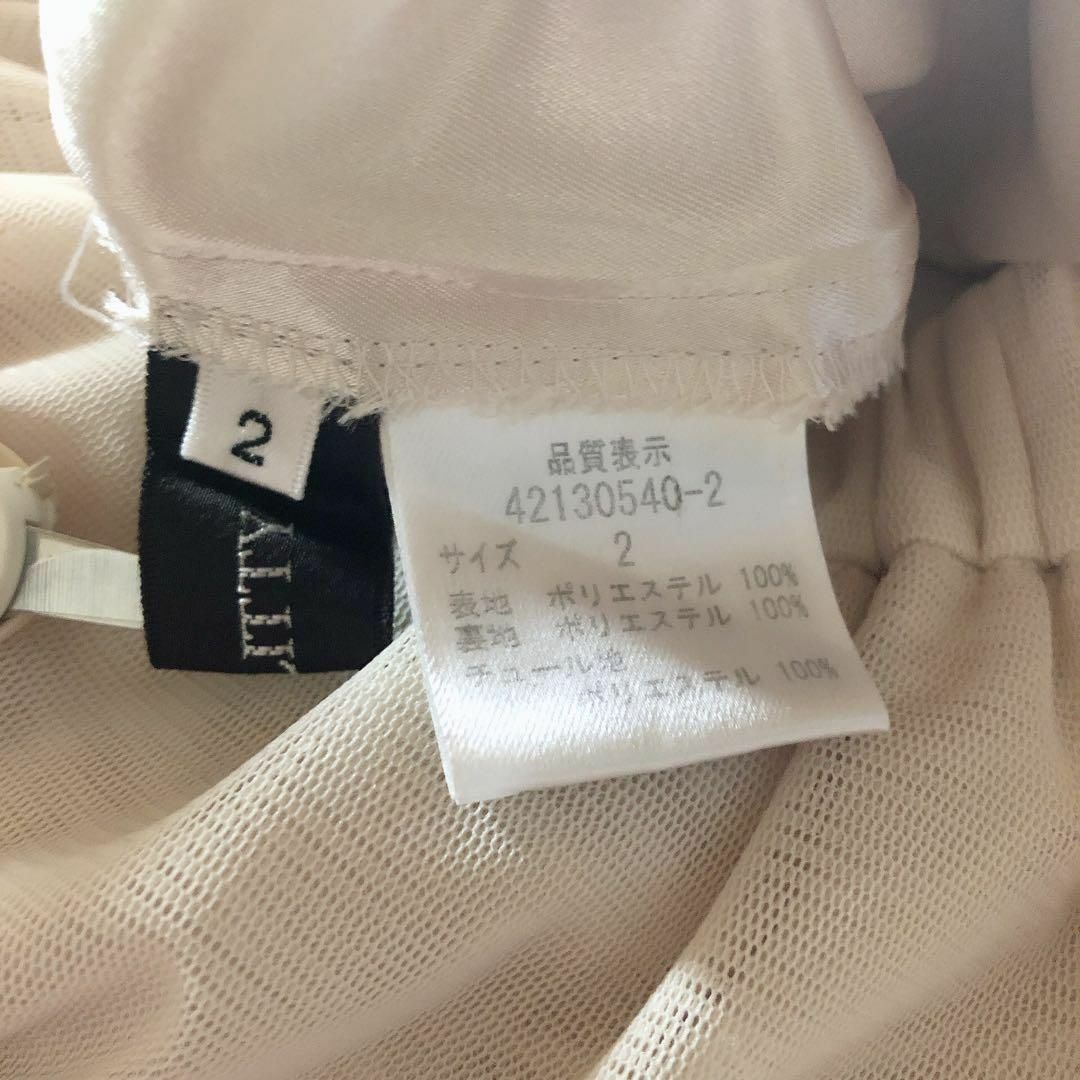 2
品質表示
42130540-2
サイズ 2
表地 ポリエステル 100%
裏地 ポリエステル 100%
チュール地
ポリエステル 100%